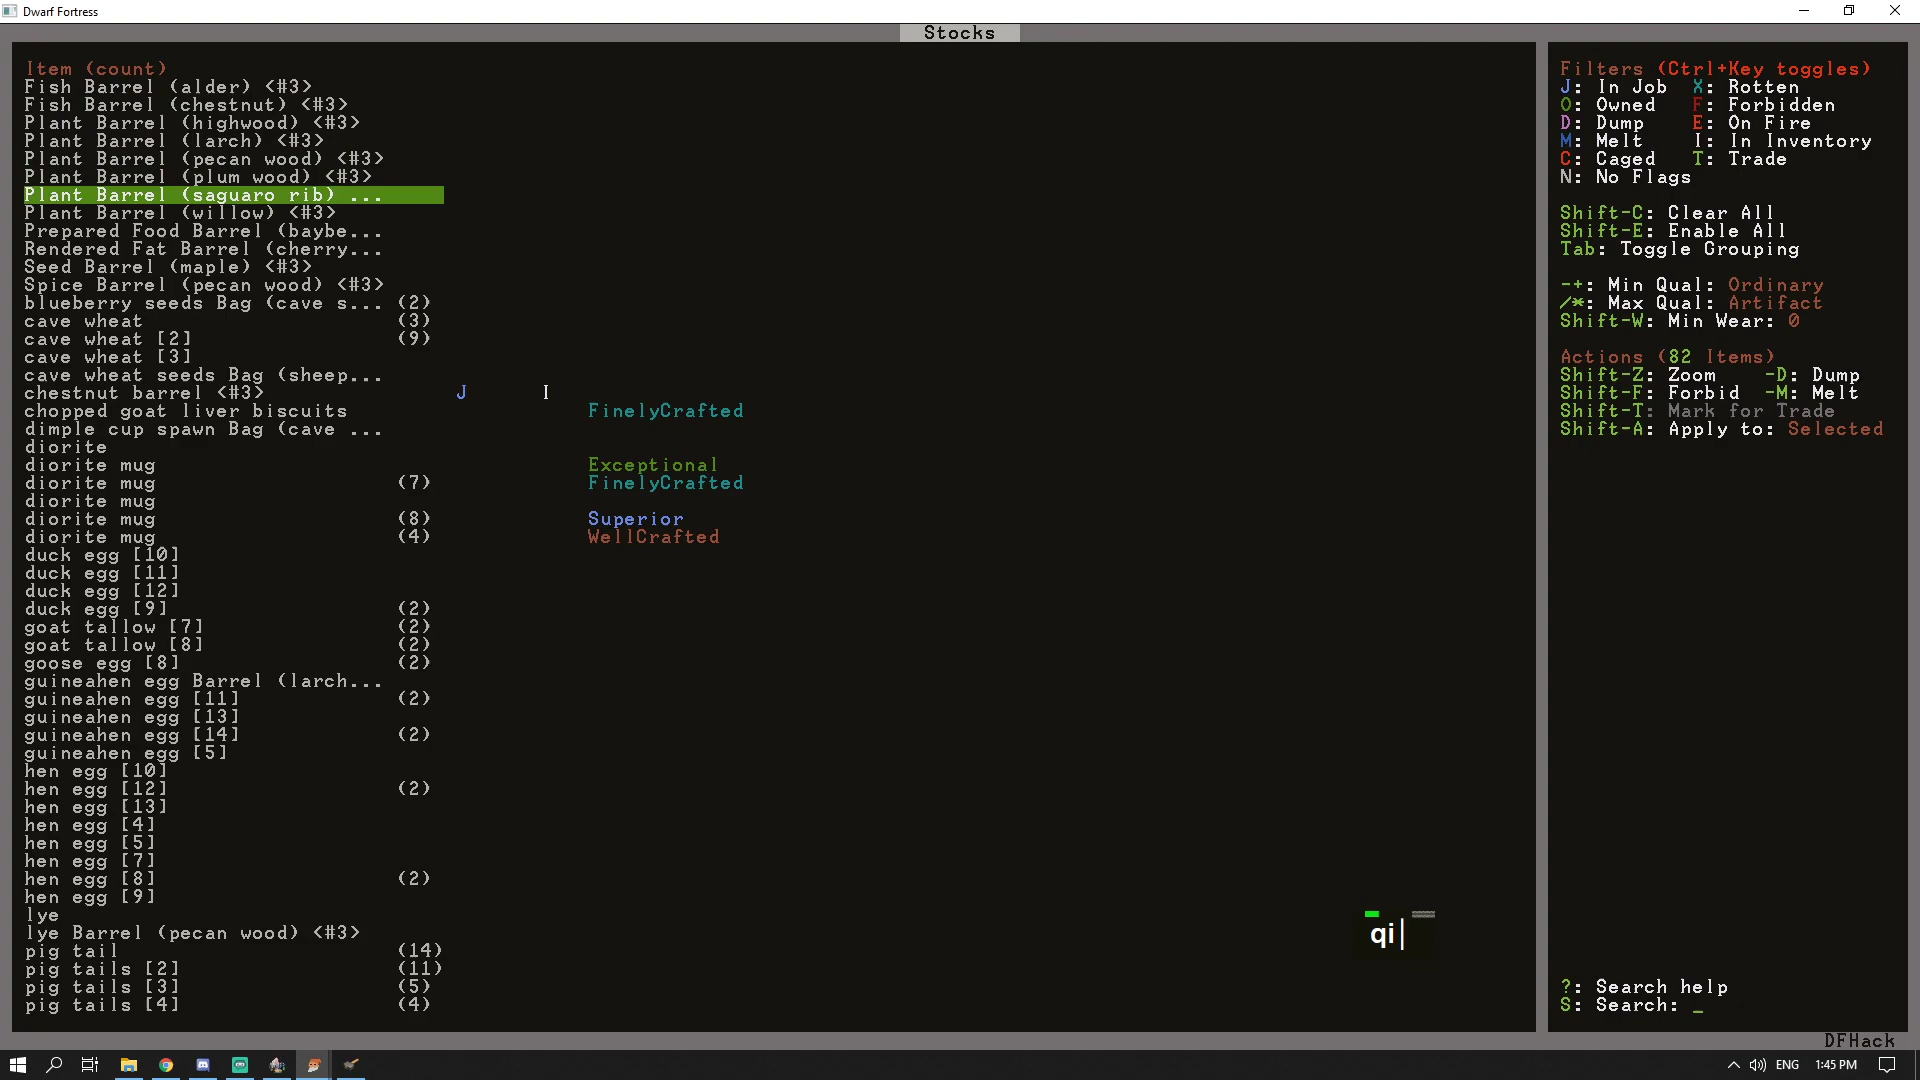 Dwarf Fortress
Stocks
Item (count)
Fish Barrel (alder) <#3>
Fish Barrel (chestnut) <#3>
Plant Barrel (highwood) <#3>
Plant Barrel (larch) <#3>
Plant Barrel (pecan wood) <#3>
Plant Barrel (plum wood) <#3>
Plant Barrel (saguaro rib) ...
Plant Barrel (willow) <#3>
Prepared Food Barrel (baybe...
Rendered Fat Barrel (cherry...
Seed Barrel (maple) <#3>
Spice Barrel (pecan wood) <#3>
blueberry seeds Bag (cave s... (2)
cave wheat (3)
cave wheat [2] (9)
cave wheat [3]
cave wheat seeds Bag (sheep...
chestnut barrel <#3> J I
chopped goat liver biscuits FinelyCrafted
dimple cup spawn Bag (cave ...
diorite
diorite mug Exceptional
diorite mug (7) FinelyCrafted
diorite mug
diorite mug (8) Superior
diorite mug (4) WellCrafted
duck egg [10]
duck egg [11]
duck egg [12]
duck egg [9] (2)
goat tallow [7] (2)
goat tallow [8] (2)
goose egg [8] (2)
guineahen egg Barrel (larch...
guineahen egg [11] (2)
guineahen egg [13]
guineahen egg [14] (2)
guineahen egg [5]
hen egg [10]
hen egg [12] (2)
hen egg [13]
hen egg [4]
hen egg [5]
hen egg [7]
hen egg [8] (2)
hen egg [9]
lye
lye Barrel (pecan wood) <#3>
pig tail (14)
pig tails [2] (11)
pig tails [3] (5)
pig tails [4] (4)
qi
Filters (Ctrl+Key toggles)
J: In Job X: Rotten
O: Owned F: Forbidden
D: Dump E: On Fire
M: Melt I: In Inventory
C: Caged T: Trade
N: No Flags
Shift-C: Clear All
Shift-E: Enable All
Tab: Toggle Grouping
-+: Min Qual: Ordinary
/*: Max Qual: Artifact
Shift-W: Min Wear: 0
Actions (82 Items)
Shift-Z: Zoom -D: Dump
Shift-F: Forbid -M: Melt
Shift-T: Mark for Trade
Shift-A: Apply to: Selected
?: Search help
S: Search: _
DFHack
ENG 1:45 PM